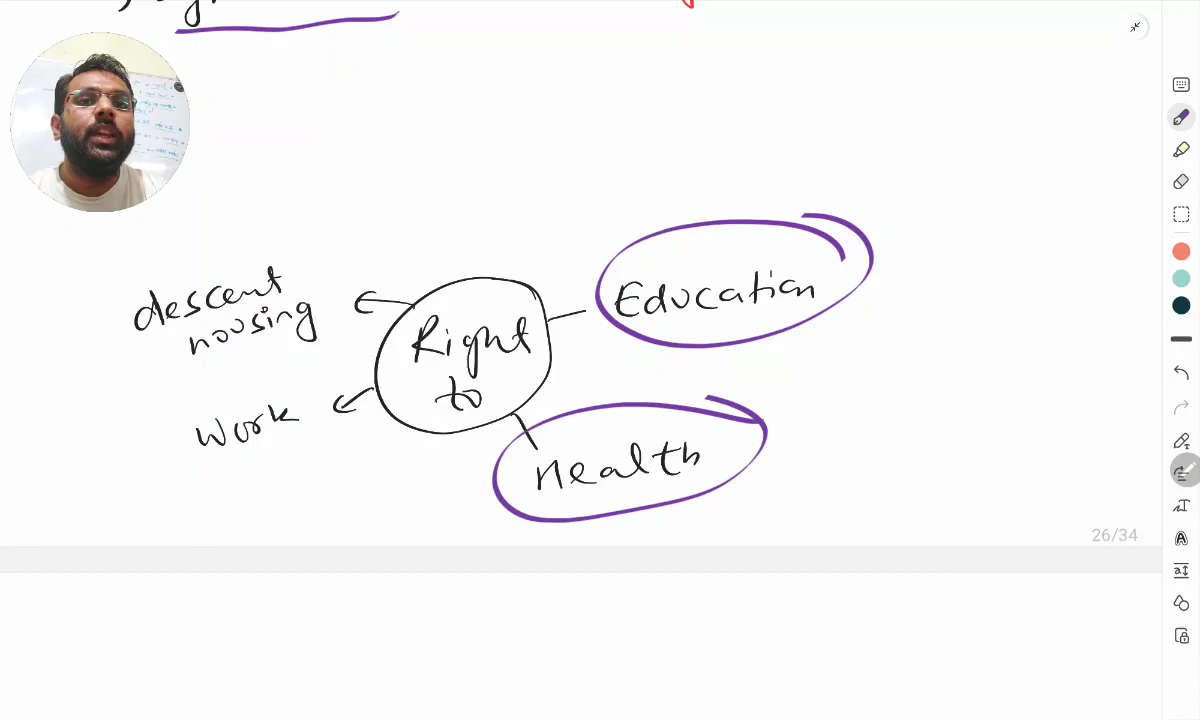 descent
housing
Right
to
Education
Work
Health
26/34